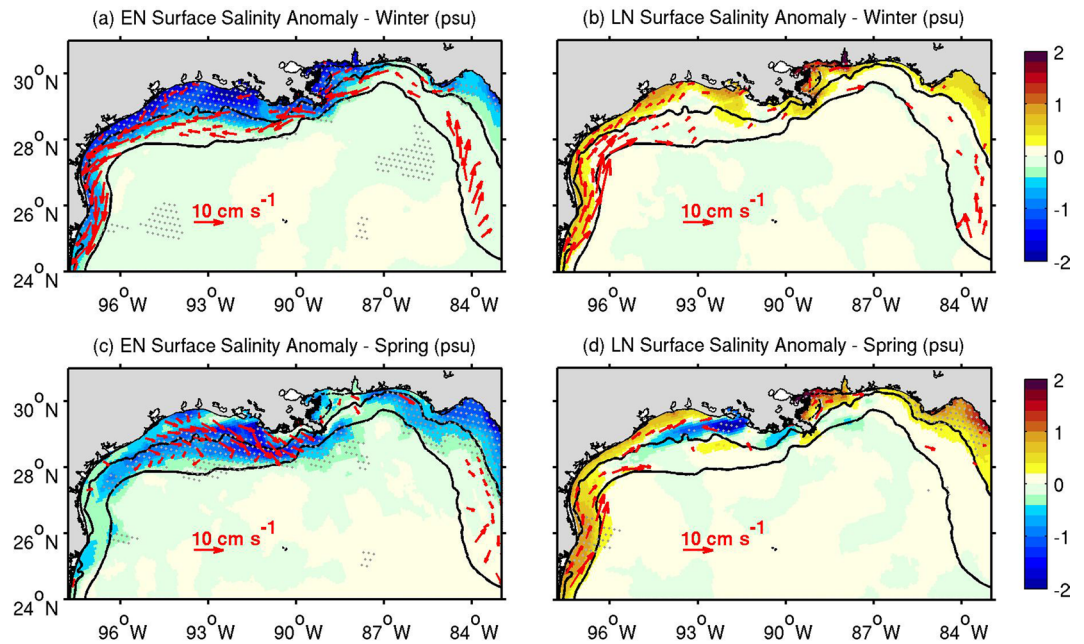 (a) EN Surface Salinity Anomaly - Winter (psu)
(b) LN Surface Salinity Anomaly - Winter (psu)
30°N
28°N
26°N
24°N
10 cm s⁻¹
96°W
93°W
90°W
87°W
84°W
10 cm s⁻¹
96°W
93°W
90°W
87°W
84°W
2
1
0
-1
-2
(c) EN Surface Salinity Anomaly - Spring (psu)
(d) LN Surface Salinity Anomaly - Spring (psu)
30°N
28°N
26°N
24°N
10 cm s⁻¹
96°W
93°W
90°W
87°W
84°W
10 cm s⁻¹
96°W
93°W
90°W
87°W
84°W
2
1
0
-1
-2